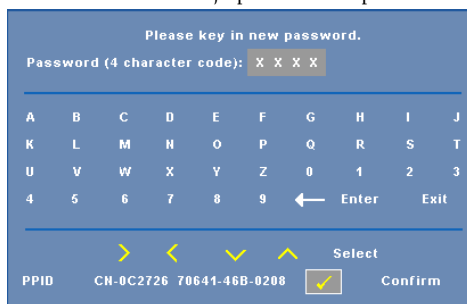 Please key in new password.
Password (4 character code): X X X X
A B C D E F G H I J
K L M N O P Q R S T
U V W X Y Z 0 1 2 3
4 5 6 7 8 9 Enter Exit
Select
PPID CN-0C2726 70641-46B-0208 Confirm